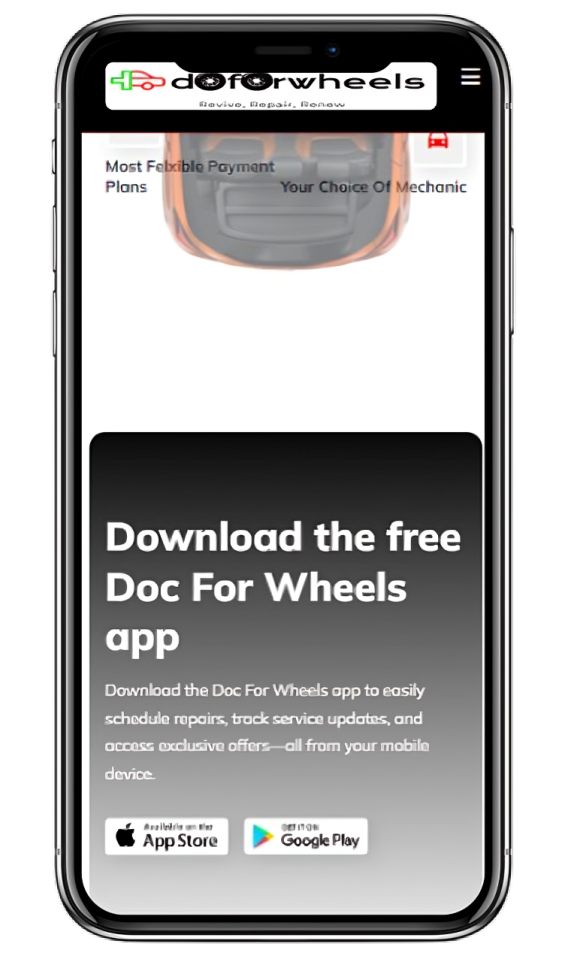 doforwheels
Revive, Repair, Renew
Most Felxible Payment
Plans
Your Choice Of Mechanic
Download the free
Doc For Wheels
app
Download the Doc For Wheels app to easily
schedule repairs, track service updates, and
access exclusive offers—all from your mobile
device.
Available on the
App Store
GET IT ON
Google Play